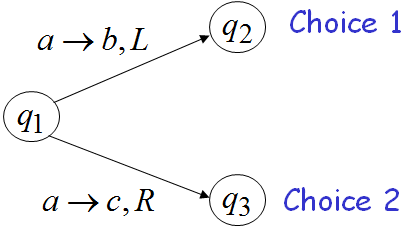 a → b, L
q2 Choice 1
q1
a → c, R
q3 Choice 2